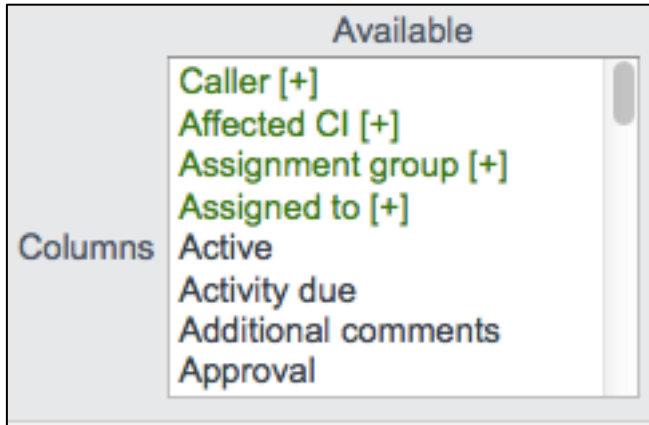 Available
Columns
Caller [+]
Affected CI [+]
Assignment group [+]
Assigned to [+]
Active
Activity due
Additional comments
Approval